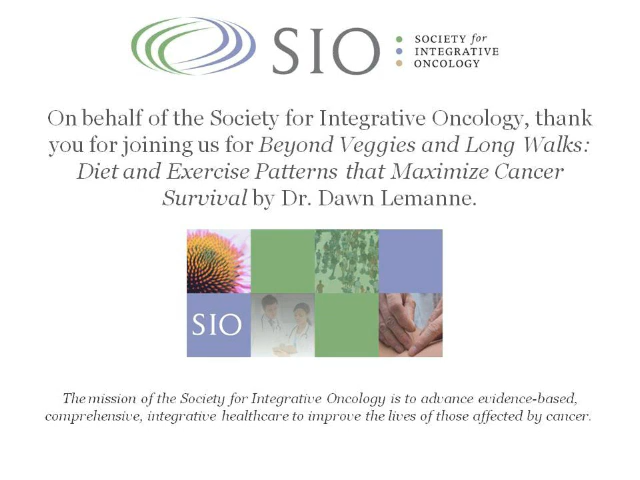 SIO
SOCIETY for
INTEGRATIVE
ONCOLOGY
On behalf of the Society for Integrative Oncology, thank
you for joining us for Beyond Veggies and Long Walks:
Diet and Exercise Patterns that Maximize Cancer
Survival by Dr. Dawn Lemanne.
SIO
The mission of the Society for Integrative Oncology is to advance evidence-based,
comprehensive, integrative healthcare to improve the lives of those affected by cancer.